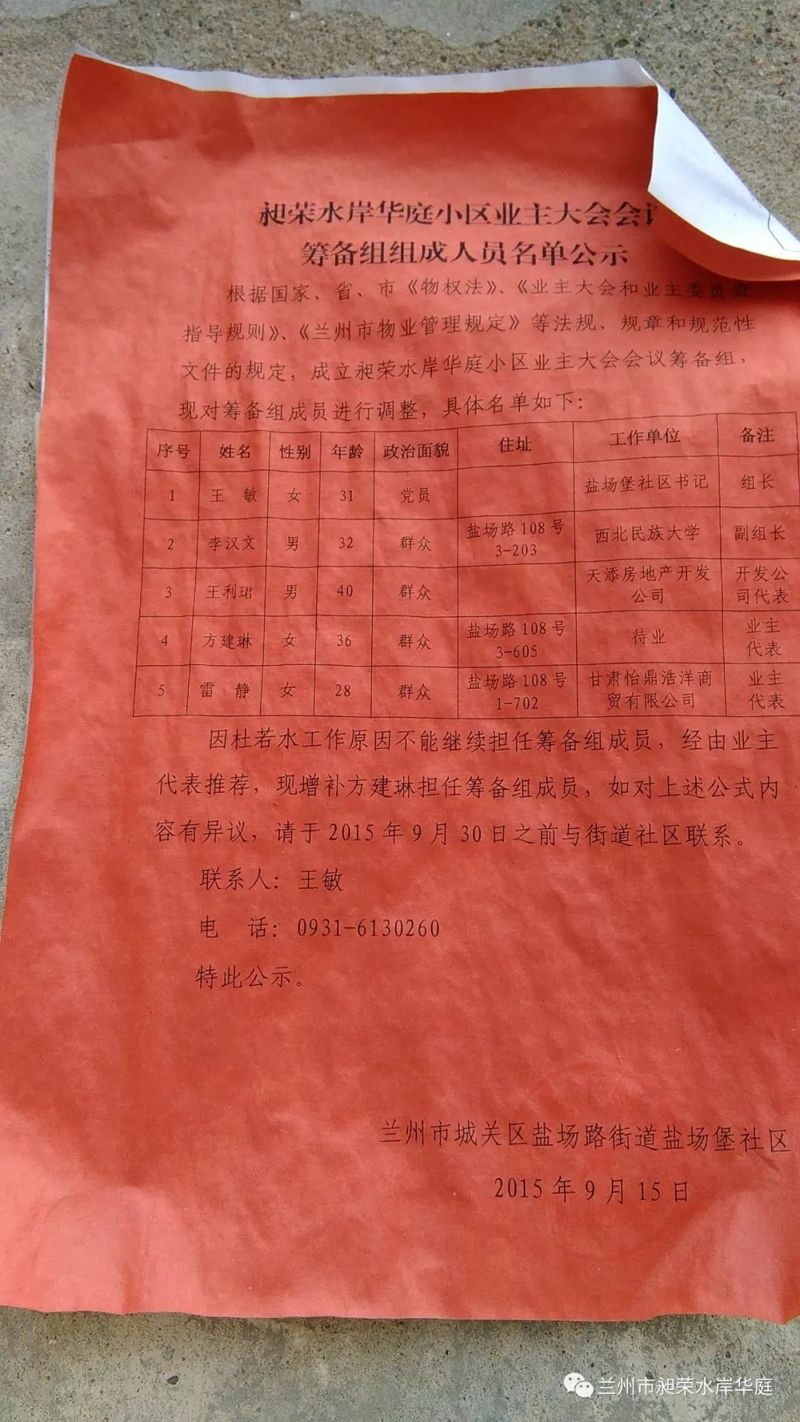 昶荣水岸华庭小区业主大会会议
筹备组组成人员名单公示
根据国家、省、市《物权法》、《业主大会和业主委员会
指导规则》、《兰州市物业管理规定》等法规、规章和规范性
文件的规定，成立昶荣水岸华庭小区业主大会会议筹备组，
现对筹备组成员进行调整，具体名单如下：
序号 姓名 性别 年龄 政治面貌 住址 工作单位 备注
1 王 敏 女 31 党员 盐场堡社区书记 组长
2 李汉文 男 32 群众 盐场路108号3-203 西北民族大学 副组长
3 王利珺 男 40 群众 天添房地产开发公司 开发公司代表
4 方建琳 女 36 群众 盐场路108号3-605 待业 业主代表
5 雷 静 女 28 群众 盐场路108号1-702 甘肃怡鼎浩洋商贸有限公司 业主代表
因杜若水工作原因不能继续担任筹备组成员，经由业主
代表推荐，现增补方建琳担任筹备组成员，如对上述公式内
容有异议，请于2015年9月30日之前与街道社区联系。
联系人：王敏
电 话：0931-6130260
特此公示。
兰州市城关区盐场路街道盐场堡社区
2015年9月15日
兰州市昶荣水岸华庭